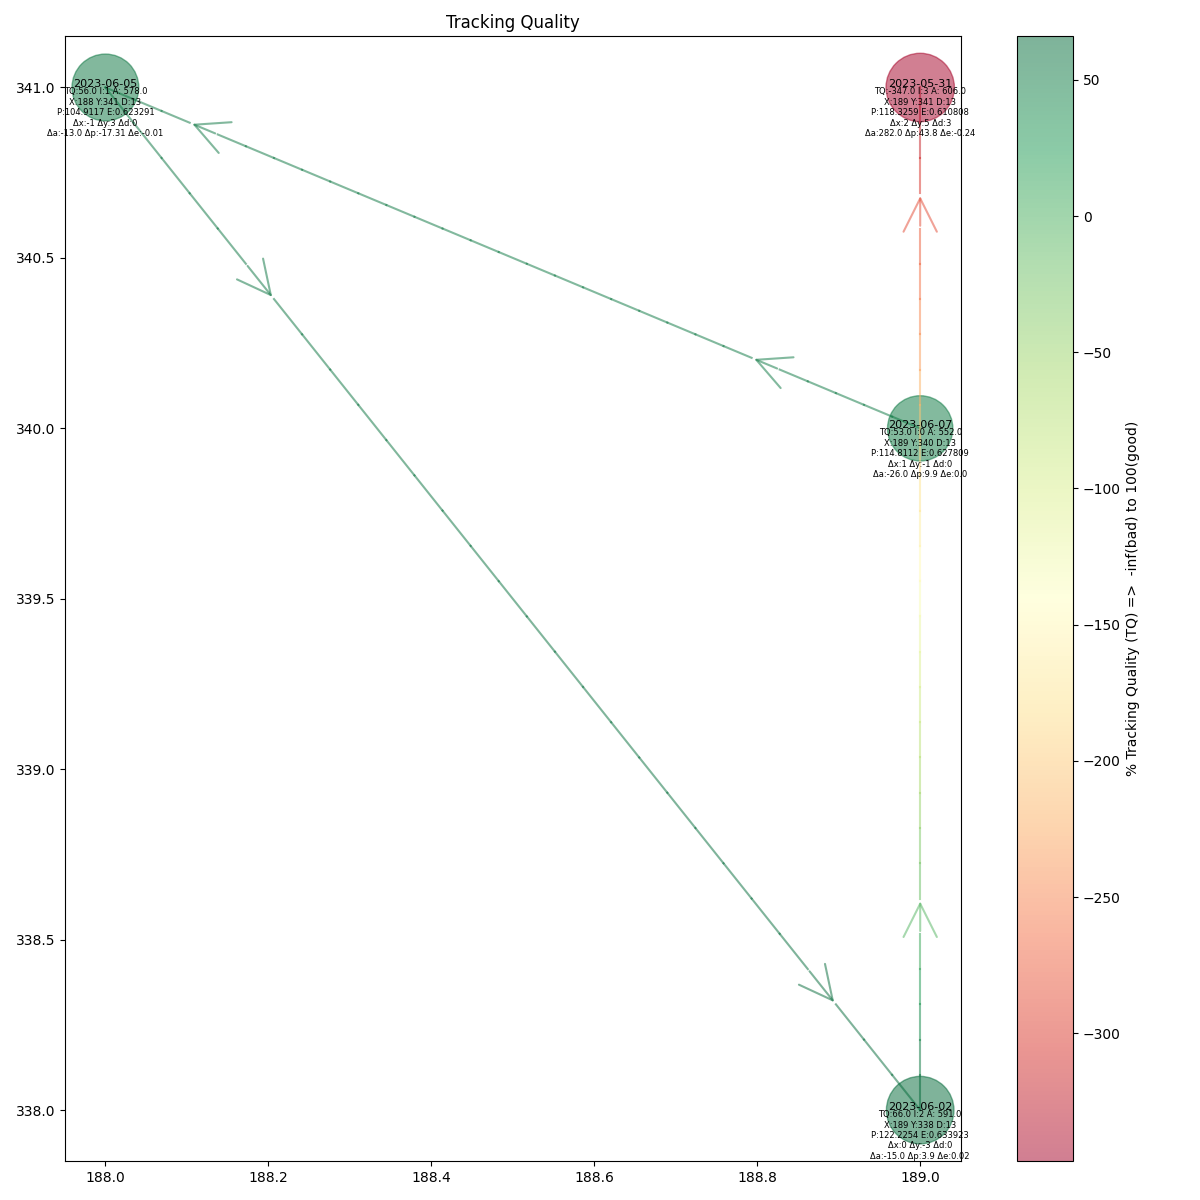 Tracking Quality
2023-06-05
TQ:56.0 I:1 A: 578.0
X:188 Y:341 D:13
P:104.9117 E:0.623291
Δx:-1 Δy:3 Δd:0
Δa:-13.0 Δp:-17.31 Δe:-0.01
2023-05-31
TQ:-347.0 I:3 A: 606.0
X:189 Y:341 D:13
P:118.3259 E:0.610808
Δx:2 Δy:5 Δd:3
Δa:282.0 Δp:43.8 Δe:-0.24
2023-06-07
TQ:53.0 I:0 A: 552.0
X:189 Y:340 D:13
P:114.8112 E:0.627809
Δx:1 Δy:-1 Δd:0
Δa:-26.0 Δp:9.9 Δe:0.0
2023-06-02
TQ:66.0 I:2 A: 591.0
X:189 Y:338 D:13
P:122.2254 E:0.633923
Δx:0 Δy:-3 Δd:0
Δa:-15.0 Δp:3.9 Δe:0.02
341.0
340.5
340.0
339.5
339.0
338.5
338.0
188.0
188.2
188.4
188.6
188.8
189.0
50
0
−50
−100
−150
−200
−250
−300
% Tracking Quality (TQ) => -inf(bad) to 100(good)